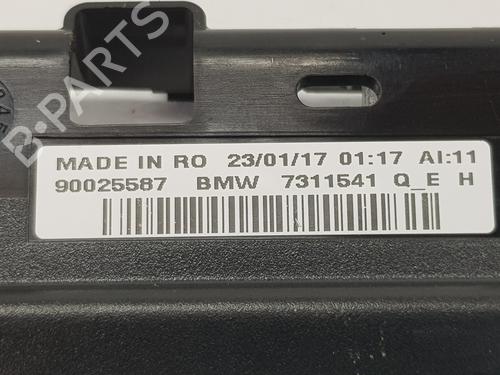 B-PARTS
MADE IN RO 23/01/17 01:17 AI:11
90025587 BMW 7311541 Q_E H